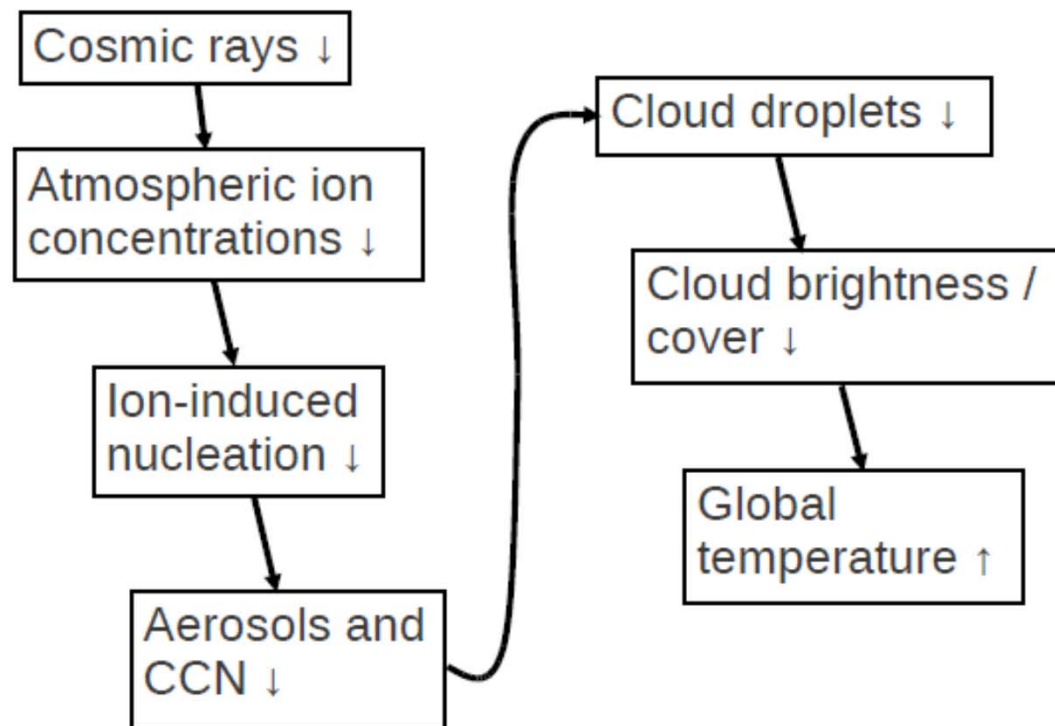 Cosmic rays ↓
Atmospheric ion
concentrations ↓
Ion-induced
nucleation ↓
Aerosols and
CCN ↓
Cloud droplets ↓
Cloud brightness /
cover ↓
Global
temperature ↑